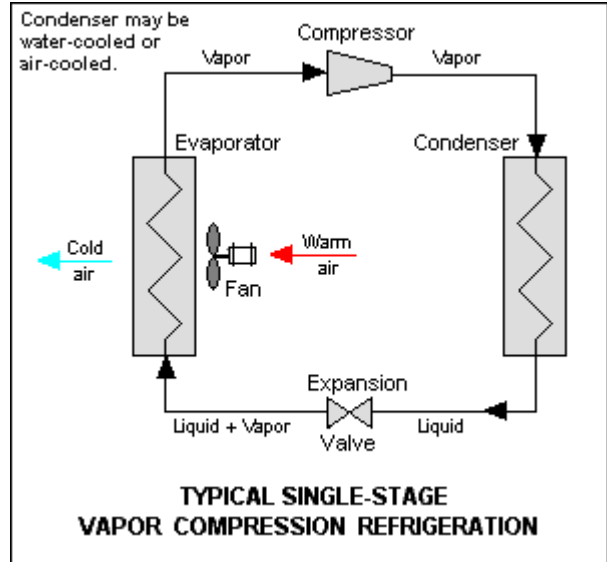 Condenser may be
water-cooled or
air-cooled.
Compressor
Vapor
Vapor
Evaporator
Condenser
Cold
air
Warm
air
Fan
Expansion
Valve
Liquid + Vapor
Liquid
TYPICAL SINGLE-STAGE
VAPOR COMPRESSION REFRIGERATION